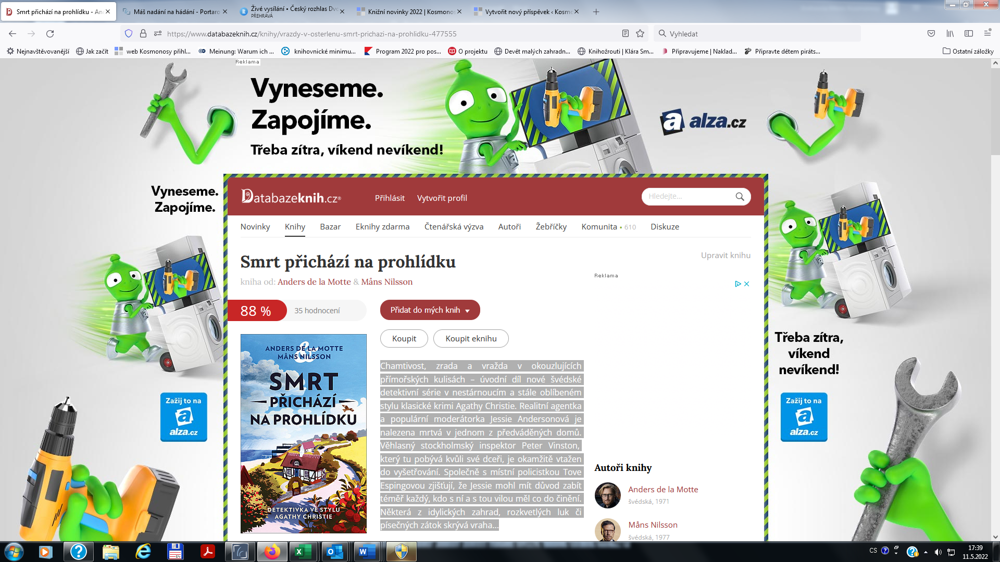 Smrt přichází na prohlídku - An
Máš nadání na hádání - Portaro
Živé vysílání • Český rozhlas Dvo
PŘEHRÁVÁ
Knižní novinky 2022 | Kosmonos
Vytvořit nový příspěvek ‹ Kosmo
https://www.databazeknih.cz/knihy/vrazdy-v-osterlenu-smrt-prichazi-na-prohlidku-477555
Vyhledat
Nejnavštěvovanější
Jak začít
web Kosmonosy přihl...
Meinung: Warum ich ...
knihovnické minimu...
Program 2022 pro pos...
O projektu
Devět malých zahradn...
Knihožrouti | Klára Sm...
Připravujeme | Naklad...
Připravte dětem piráts...
Ostatní záložky
Reklama
Vyneseme.
Zapojíme.
Třeba zítra, víkend nevíkend!
alza.cz
Vyneseme.
Zapojíme.
Databazeknih.cz®
Přihlásit
Vytvořit profil
Hledejte...
Novinky
Knihy
Bazar
Eknihy zdarma
Čtenářská výzva
Autoři
Žebříčky
Komunita • 610
Diskuze
Smrt přichází na prohlídku
Upravit knihu
kniha od: Anders de la Motte & Måns Nilsson
Reklama
88 %
35 hodnocení
Přidat do mých knih
Koupit
Koupit eknihu
ANDERS DE LA MOTTE
&
MÅNS NILSSON
SMRT
PŘICHÁZÍ
NA PROHLÍDKU
DETEKTIVKA VE STYLU
AGATHY CHRISTIE
Chamtivost, zrada a vražda v okouzlujících
přímořských kulisách – úvodní díl nové švédské
detektivní série v nestárnoucím a stále oblíbeném
stylu klasické krimi Agathy Christie. Realitní agentka
a populární moderátorka Jessie Andersonová je
nalezena mrtvá v jednom z předváděných domů.
Věhlasný stockholmský inspektor Peter Vinston,
který tu pobývá kvůli své dceři, je okamžitě vtažen
do vyšetřování. Společně s místní policistkou Tove
Espingovou zjišťují, že Jessie mohl mít důvod zabít
téměř každý, kdo s ní a s tou vilou měl co do činění.
Některá z idylických zahrad, rozkvetlých luk či
písečných zátok skrývá vraha...
Autoři knihy
Anders de la Motte
švédská, 1971
Måns Nilsson
švédská, 1977
Zažij to na
alza.cz
Třeba zítra,
víkend
nevíkend!
Zažij to na
alza.cz
CS
17:39
11.5.2022